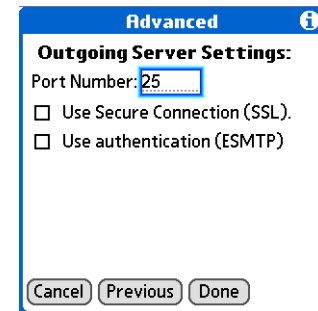 Advanced
Outgoing Server Settings:
Port Number: 25
Use Secure Connection (SSL).
Use authentication (ESMTP)
Cancel Previous Done